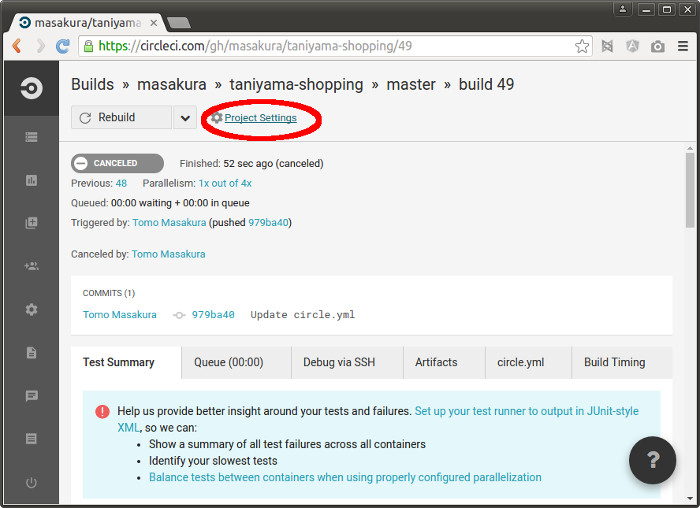 masakura/taniyama
https://circleci.com/gh/masakura/taniyama-shopping/49
Builds » masakura » taniyama-shopping » master » build 49
Rebuild
Project Settings
CANCELED Finished: 52 sec ago (canceled)
Previous: 48 Parallelism: 1x out of 4x
Queued: 00:00 waiting + 00:00 in queue
Triggered by: Tomo Masakura (pushed 979ba40)
Canceled by: Tomo Masakura
COMMITS (1)
Tomo Masakura 979ba40 Update circle.yml
Test Summary Queue (00:00) Debug via SSH Artifacts circle.yml Build Timing
Help us provide better insight around your tests and failures. Set up your test runner to output in JUnit-style
XML, so we can:
• Show a summary of all test failures across all containers
• Identify your slowest tests
• Balance tests between containers when using properly configured parallelization
?